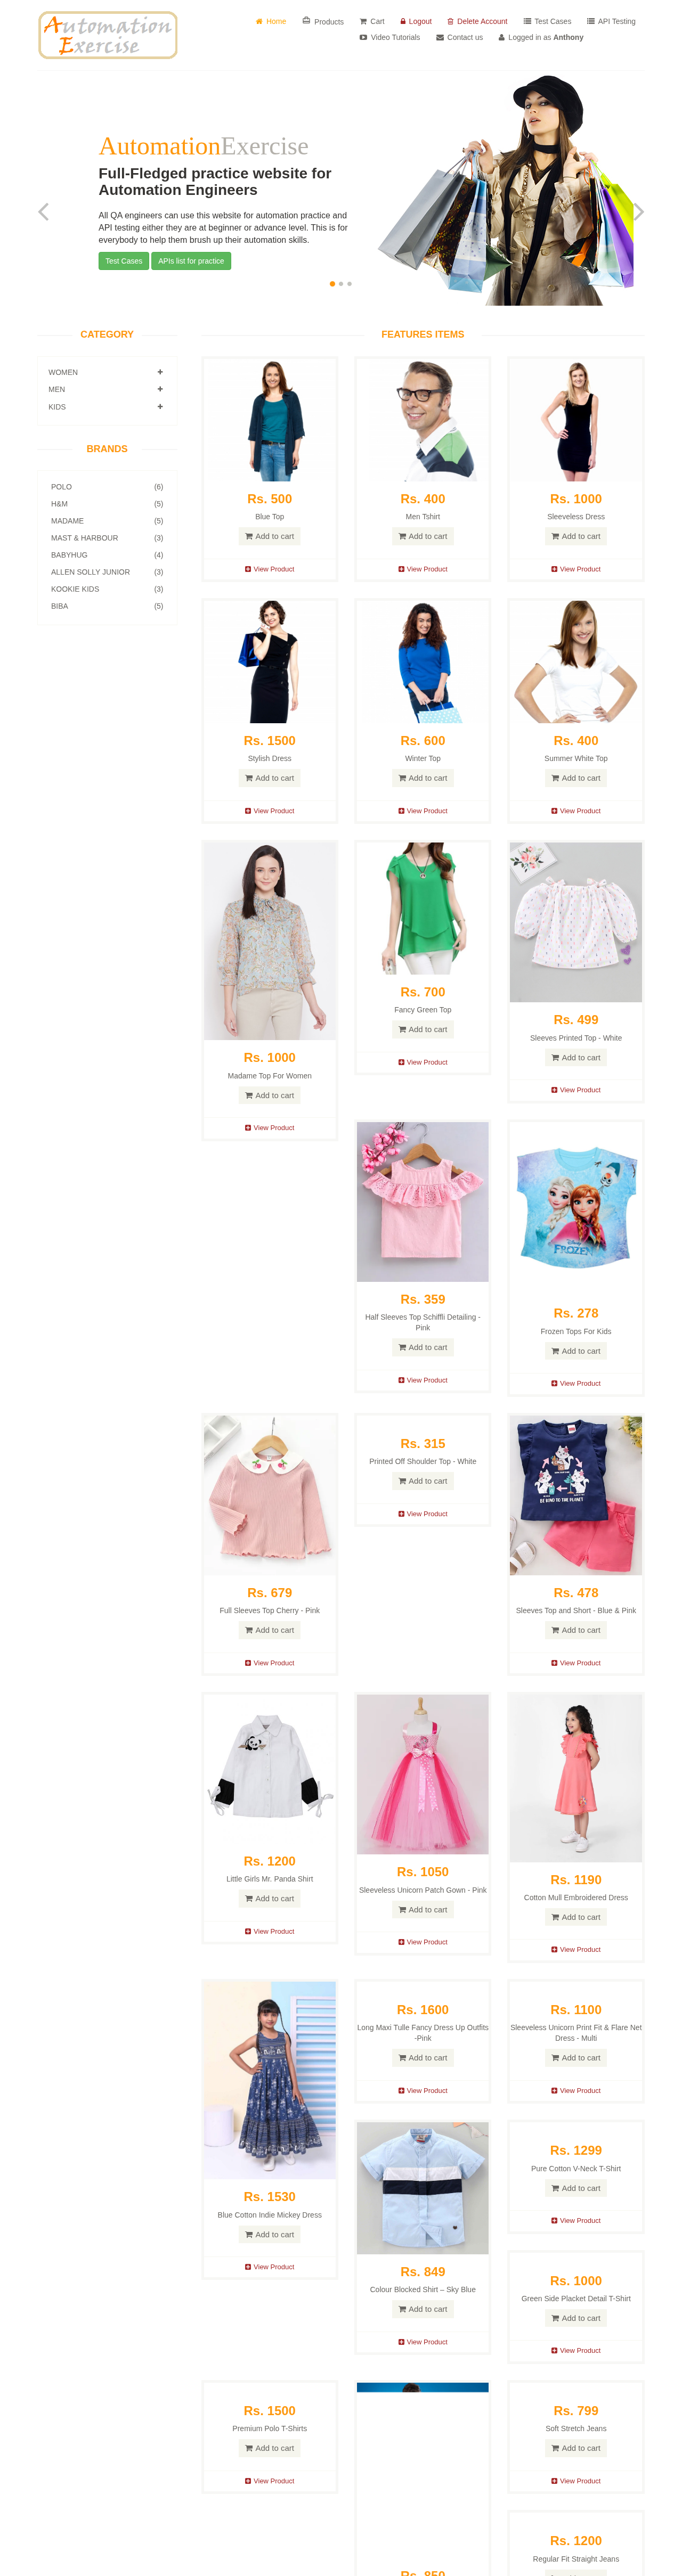 Automation
Exercise
Home
Products
Cart
Logout
Delete Account
Test Cases
API Testing
Video Tutorials
Contact us
Logged in as Anthony
AutomationExercise
Full-Fledged practice website for
Automation Engineers
All QA engineers can use this website for automation practice and
API testing either they are at beginner or advance level. This is for
everybody to help them brush up their automation skills.
Test Cases
APIs list for practice
CATEGORY
WOMEN
MEN
KIDS
BRANDS
POLO (6)
H&M (5)
MADAME (5)
MAST & HARBOUR (3)
BABYHUG (4)
ALLEN SOLLY JUNIOR (3)
KOOKIE KIDS (3)
BIBA (5)
FEATURES ITEMS
Rs. 500
Blue Top
Add to cart
View Product
Rs. 400
Men Tshirt
Add to cart
View Product
Rs. 1000
Sleeveless Dress
Add to cart
View Product
Rs. 1500
Stylish Dress
Add to cart
View Product
Rs. 600
Winter Top
Add to cart
View Product
Rs. 400
Summer White Top
Add to cart
View Product
Rs. 1000
Madame Top For Women
Add to cart
View Product
Rs. 700
Fancy Green Top
Add to cart
View Product
Rs. 499
Sleeves Printed Top - White
Add to cart
View Product
Rs. 359
Half Sleeves Top Schiffli Detailing -
Pink
Add to cart
View Product
FROZEN
Rs. 278
Frozen Tops For Kids
Add to cart
View Product
Rs. 679
Full Sleeves Top Cherry - Pink
Add to cart
View Product
Rs. 315
Printed Off Shoulder Top - White
Add to cart
View Product
BE KIND TO THE PLANET
Rs. 478
Sleeves Top and Short - Blue & Pink
Add to cart
View Product
Rs. 1200
Little Girls Mr. Panda Shirt
Add to cart
View Product
Rs. 1050
Sleeveless Unicorn Patch Gown - Pink
Add to cart
View Product
Rs. 1190
Cotton Mull Embroidered Dress
Add to cart
View Product
Rs. 1530
Blue Cotton Indie Mickey Dress
Add to cart
View Product
Rs. 1600
Long Maxi Tulle Fancy Dress Up Outfits
-Pink
Add to cart
View Product
Rs. 1100
Sleeveless Unicorn Print Fit & Flare Net
Dress - Multi
Add to cart
View Product
Rs. 849
Colour Blocked Shirt – Sky Blue
Add to cart
View Product
Rs. 1299
Pure Cotton V-Neck T-Shirt
Add to cart
View Product
Rs. 1000
Green Side Placket Detail T-Shirt
Add to cart
View Product
Rs. 1500
Premium Polo T-Shirts
Add to cart
View Product
Rs. 850
Rs. 799
Soft Stretch Jeans
Add to cart
View Product
Rs. 1200
Regular Fit Straight Jeans